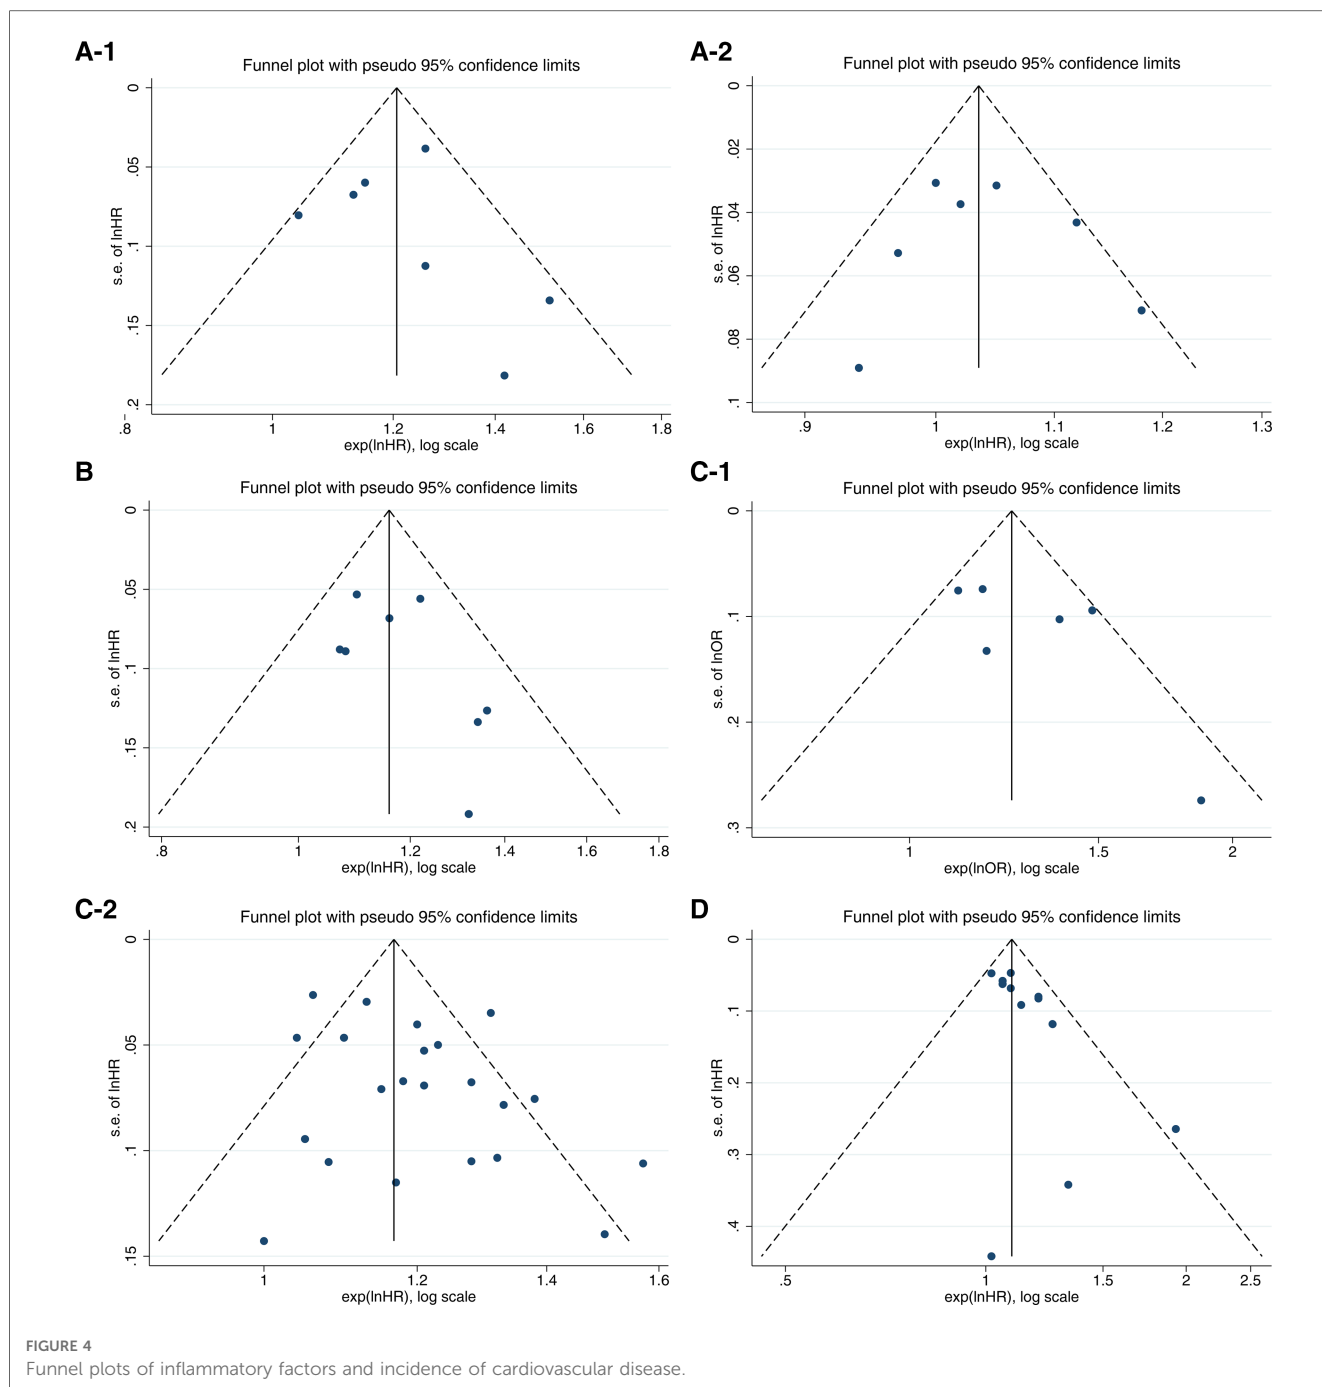 A-1
Funnel plot with pseudo 95% confidence limits
s.e. of lnHR
0
.05
.1
.15
.2
.8
1
1.2
1.4
1.6
1.8
exp(lnHR), log scale
A-2
Funnel plot with pseudo 95% confidence limits
s.e. of lnHR
0
.02
.04
.06
.08
.1
.9
1
1.1
1.2
1.3
exp(lnHR), log scale
B
Funnel plot with pseudo 95% confidence limits
s.e. of lnHR
0
.05
.1
.15
.2
.8
1
1.2
1.4
1.6
1.8
exp(lnHR), log scale
C-1
Funnel plot with pseudo 95% confidence limits
s.e. of lnOR
0
.1
.2
.3
1
1.5
2
exp(lnOR), log scale
C-2
Funnel plot with pseudo 95% confidence limits
s.e. of lnHR
0
.05
.1
.15
1
1.2
1.4
1.6
exp(lnHR), log scale
D
Funnel plot with pseudo 95% confidence limits
s.e. of lnHR
0
.1
.2
.3
.4
.5
1
1.5
2
2.5
exp(lnHR), log scale
FIGURE 4
Funnel plots of inflammatory factors and incidence of cardiovascular disease.